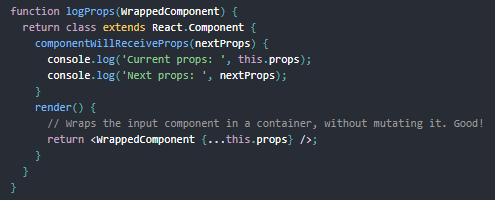 function logProps(WrappedComponent) {
  return class extends React.Component {
    componentWillReceiveProps(nextProps) {
      console.log('Current props: ', this.props);
      console.log('Next props: ', nextProps);
    }
    render() {
      // Wraps the input component in a container, without mutating it. Good!
      return <WrappedComponent {...this.props} />;
    }
  }
}